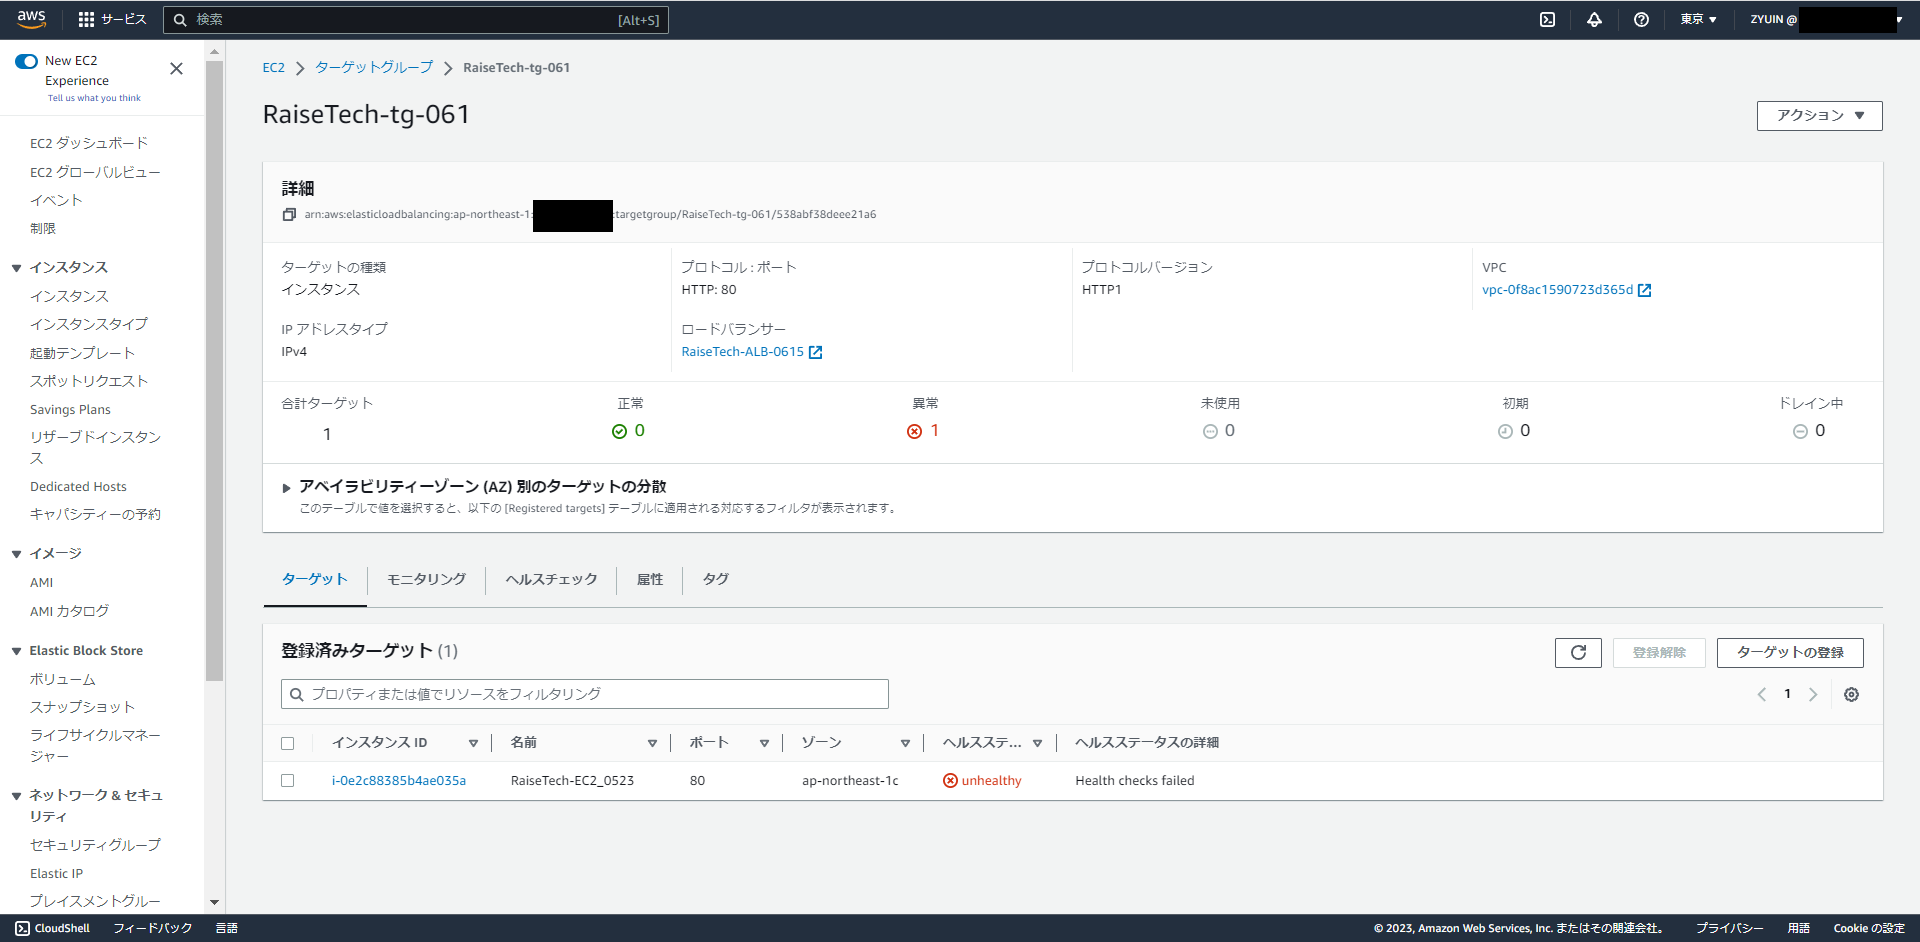 aws
サービス
検索
[Alt+S]
東京
ZYUIN @
New EC2
Experience
Tell us what you think
EC2 ダッシュボード
EC2 グローバルビュー
イベント
制限
インスタンス
インスタンス
インスタンスタイプ
起動テンプレート
スポットリクエスト
Savings Plans
リザーブドインスタン
ス
Dedicated Hosts
キャパシティーの予約
イメージ
AMI
AMI カタログ
Elastic Block Store
ボリューム
スナップショット
ライフサイクルマネー
ジャー
ネットワーク & セキュ
リティ
セキュリティグループ
Elastic IP
プレイスメントグルー
EC2 ターゲットグループ RaiseTech-tg-061
RaiseTech-tg-061
アクション
詳細
arn:aws:elasticloadbalancing:ap-northeast-1: :targetgroup/RaiseTech-tg-061/538abf38deee21a6
ターゲットの種類
インスタンス
プロトコル : ポート
HTTP: 80
プロトコルバージョン
HTTP1
VPC
vpc-0f8ac1590723d365d
IP アドレスタイプ
IPv4
ロードバランサー
RaiseTech-ALB-0615
合計ターゲット
1
正常
0
異常
1
未使用
0
初期
0
ドレイン中
0
アベイラビリティーゾーン (AZ) 別のターゲットの分散
このテーブルで値を選択すると、以下の [Registered targets] テーブルに適用される対応するフィルタが表示されます。
ターゲット モニタリング ヘルスチェック 属性 タグ
登録済みターゲット (1)
登録解除
ターゲットの登録
プロパティまたは値でリソースをフィルタリング
1
インスタンス ID 名前 ポート ゾーン ヘルスステ... ヘルスステータスの詳細
i-0e2c88385b4ae035a RaiseTech-EC2_0523 80 ap-northeast-1c unhealthy Health checks failed
CloudShell フィードバック 言語
© 2023, Amazon Web Services, Inc. またはその関連会社。 プライバシー 用語 Cookie の設定